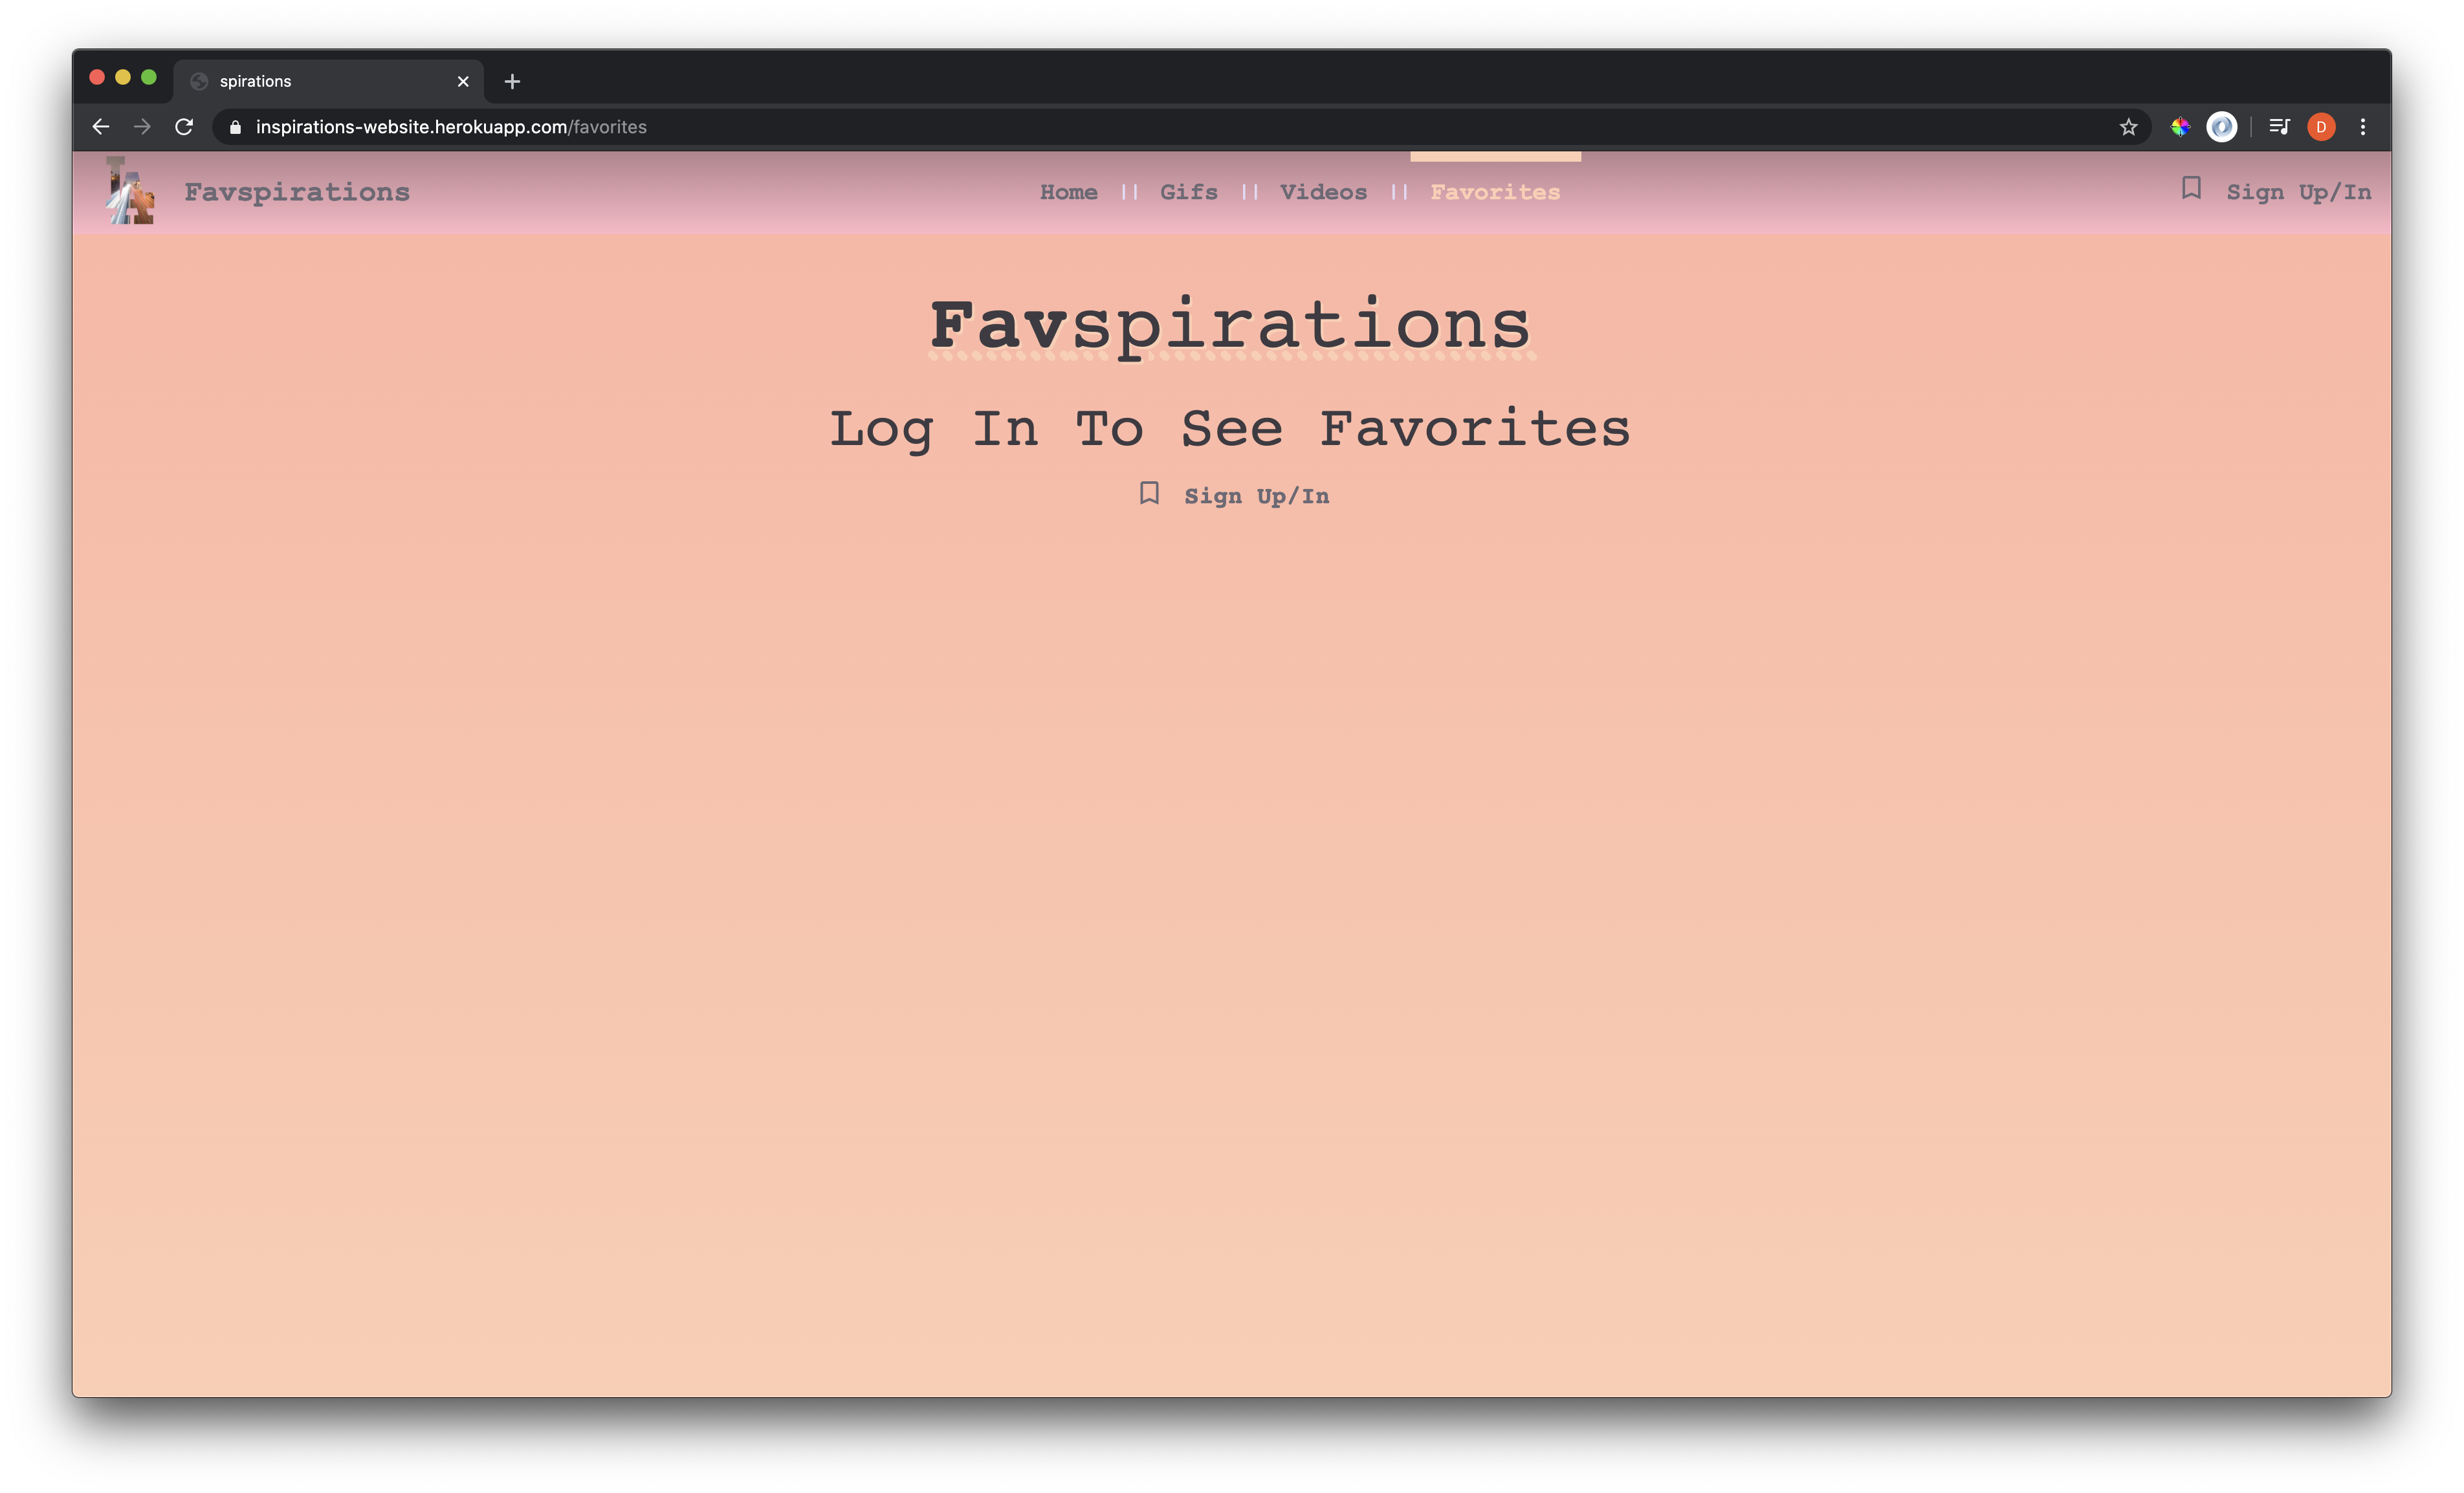 spirations
inspirations-website.herokuapp.com/favorites
D
IA
Favspirations
Home || Gifs || Videos || Favorites
Sign Up/In
Favspirations
Log In To See Favorites
Sign Up/In